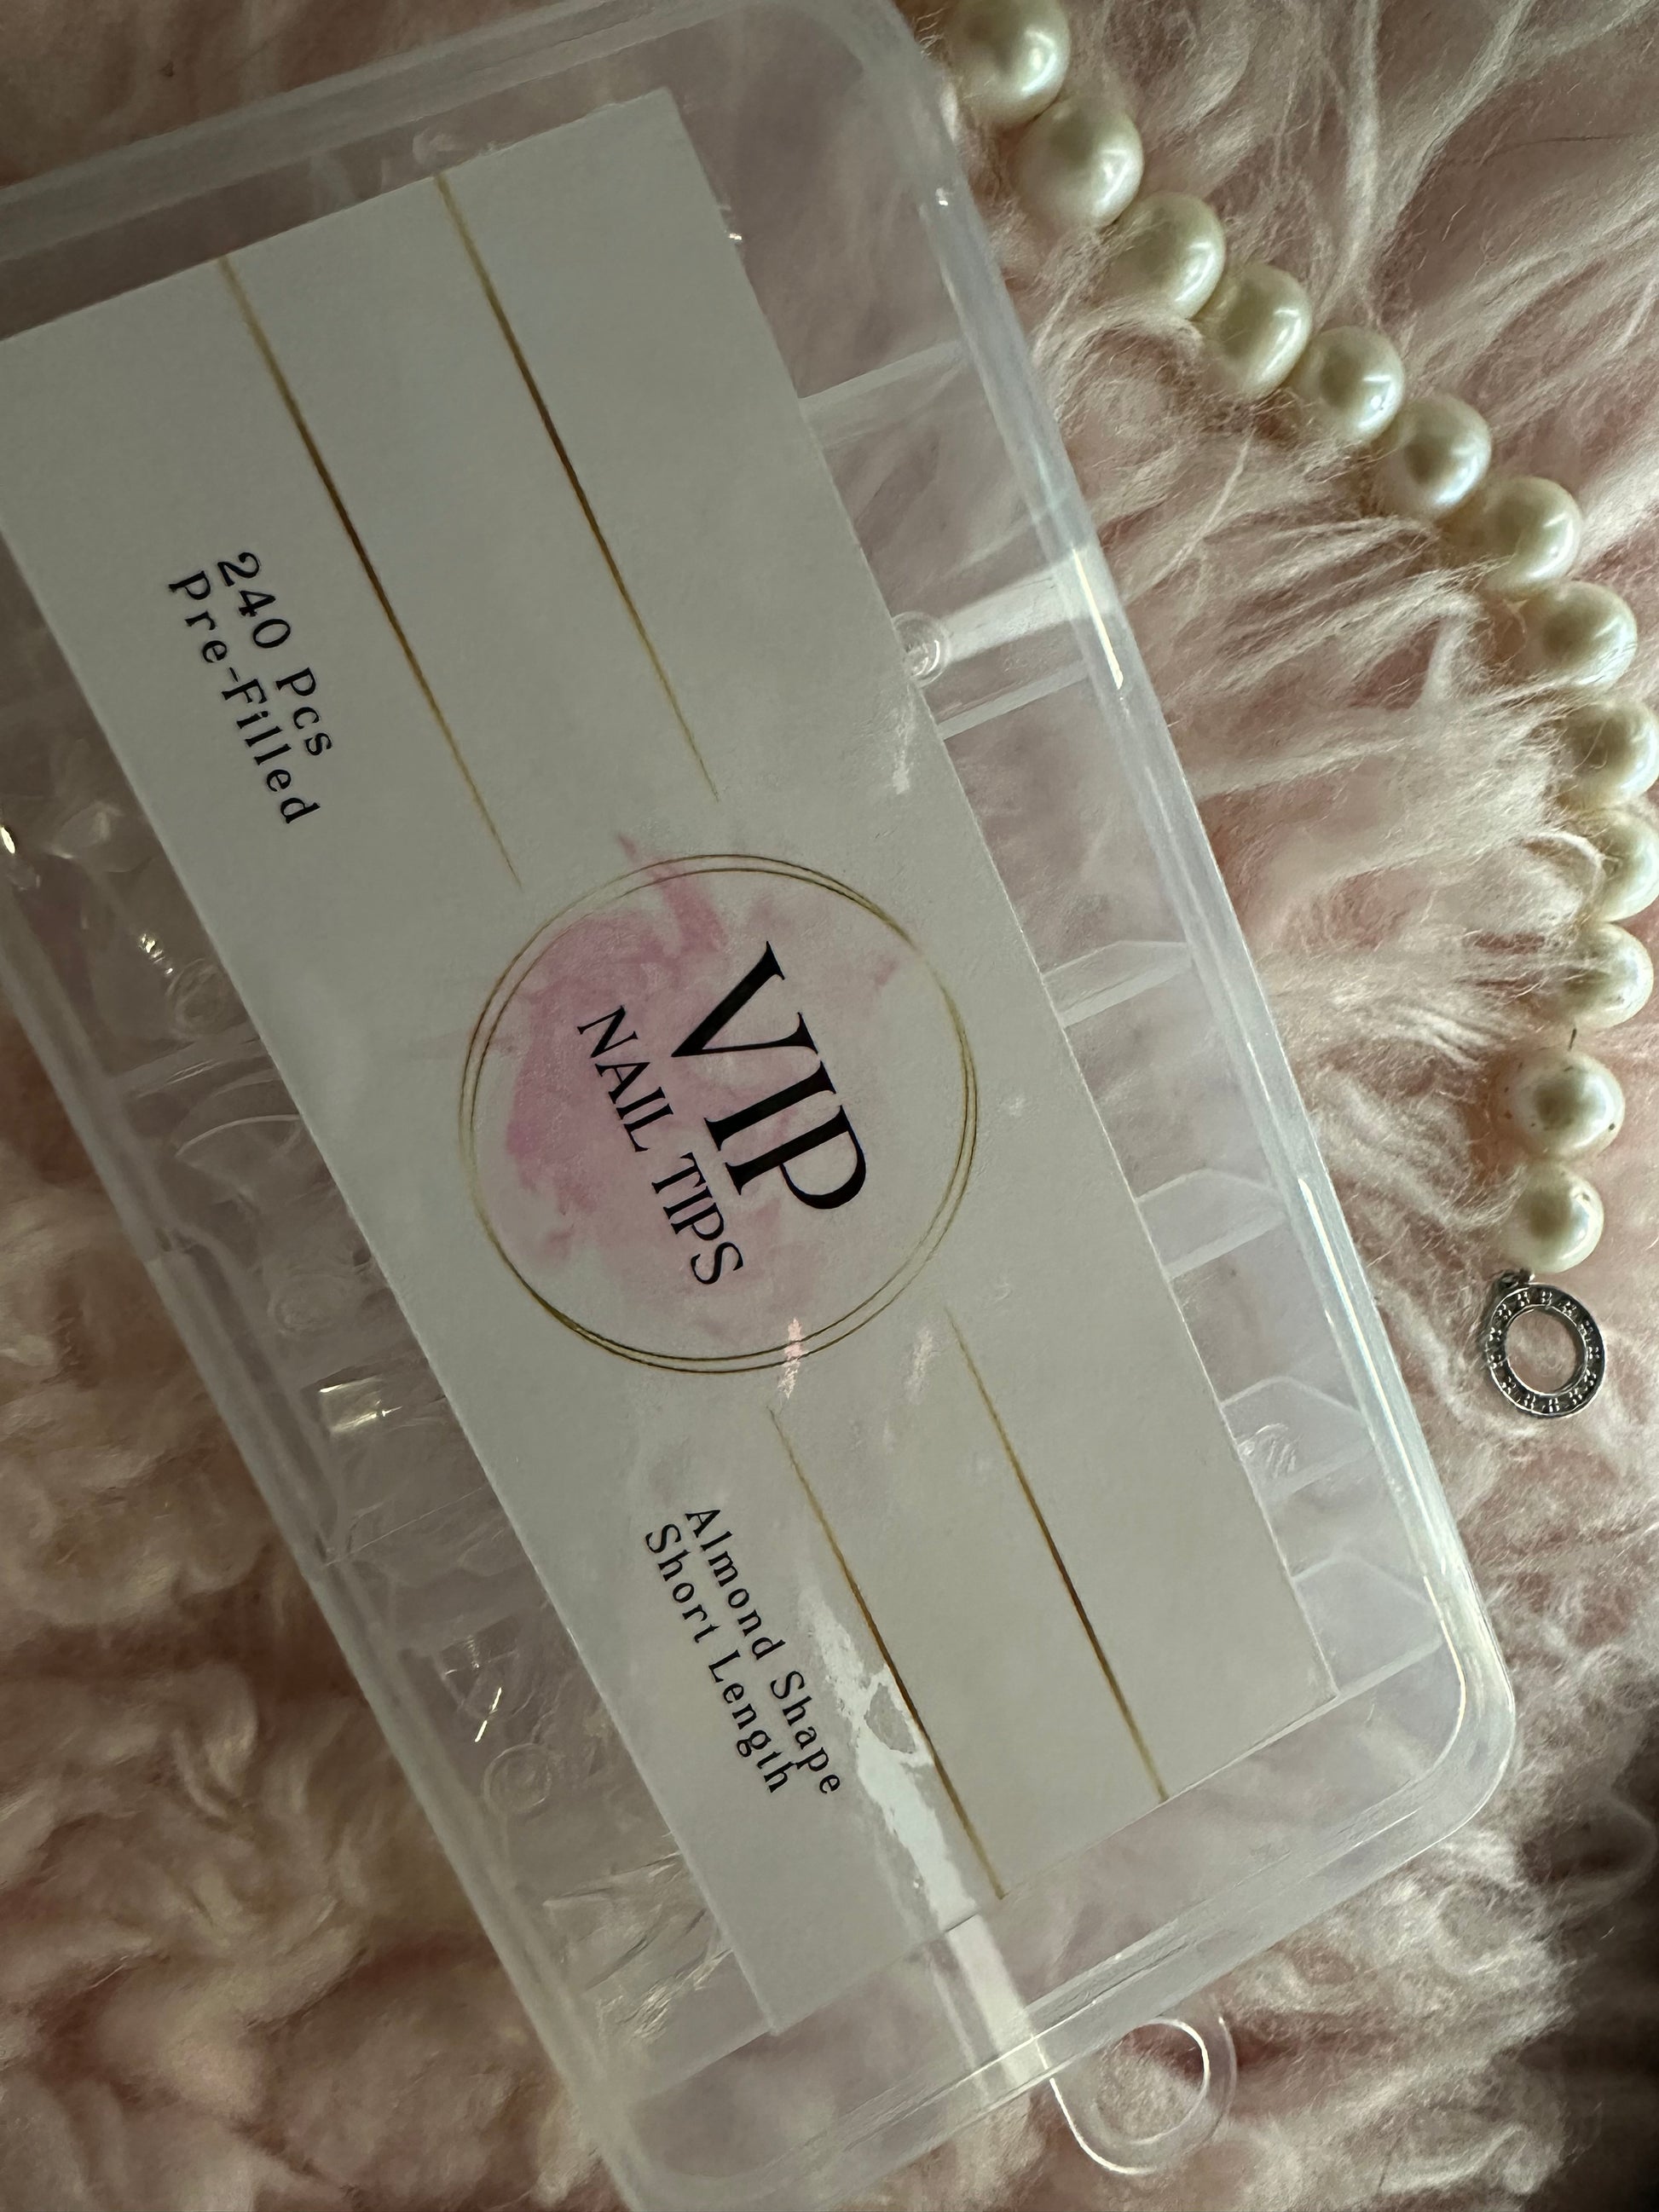 240 Pcs
Pre-Filled
VIP
NAIL TIPS
Almond Shape
Short Length